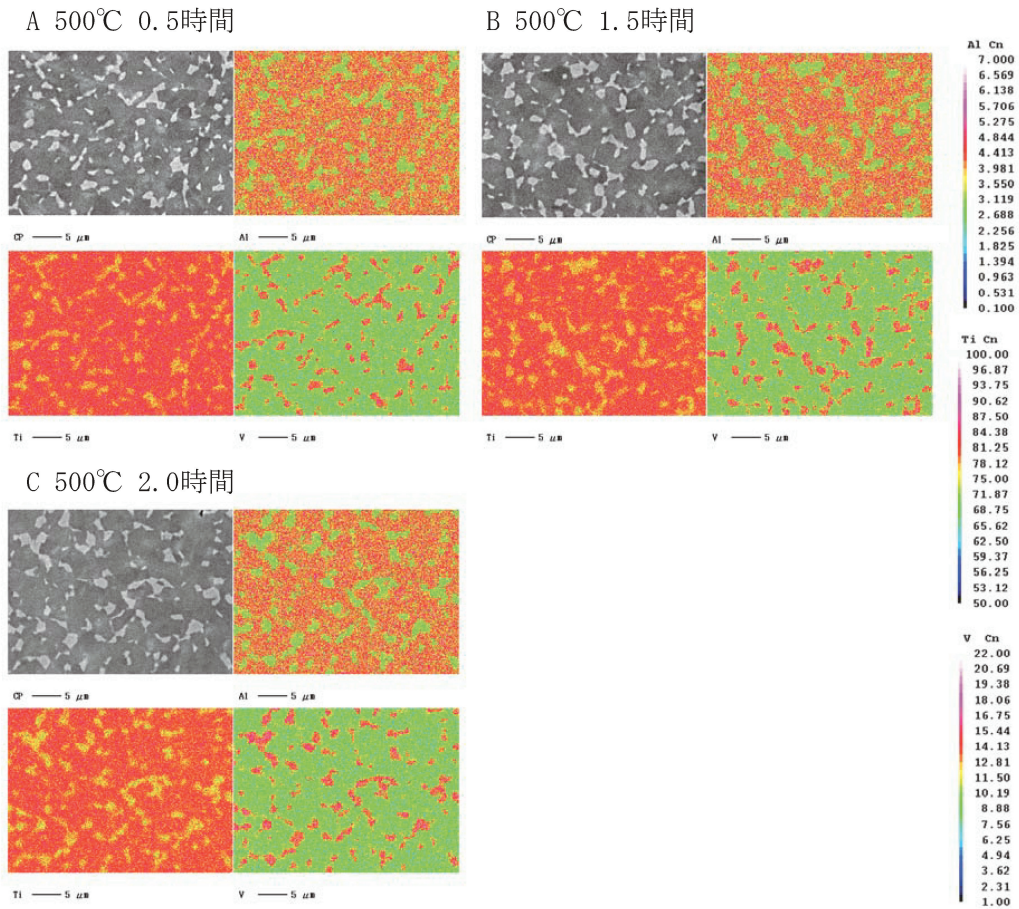 A 500℃ 0.5時間
CP 5 μm
Al 5 μm
Ti 5 μm
V 5 μm
B 500℃ 1.5時間
CP 5 μm
Al 5 μm
Ti 5 μm
V 5 μm
C 500℃ 2.0時間
CP 5 μm
Al 5 μm
Ti 5 μm
V 5 μm
Al Cn
7.000
6.569
6.138
5.706
5.275
4.844
4.413
3.981
3.550
3.119
2.688
2.256
1.825
1.394
0.963
0.531
0.100
Ti Cn
100.00
96.87
93.75
90.62
87.50
84.38
81.25
78.12
75.00
71.87
68.75
65.62
62.50
59.37
56.25
53.12
50.00
V Cn
22.00
20.69
19.38
18.06
16.75
15.44
14.13
12.81
11.50
10.19
8.88
7.56
6.25
4.94
3.62
2.31
1.00